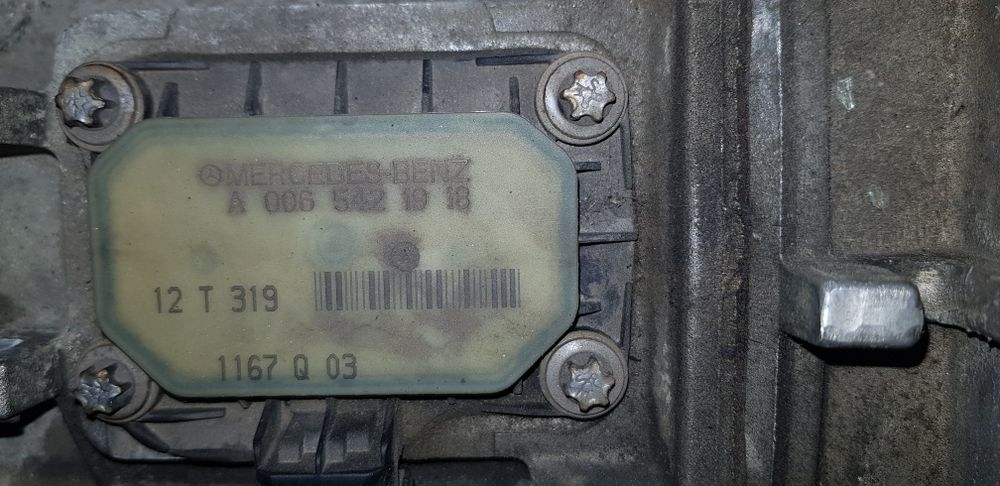 MERCEDES-BENZ
A 006 542 19 18
12 T 319
1167 Q 03